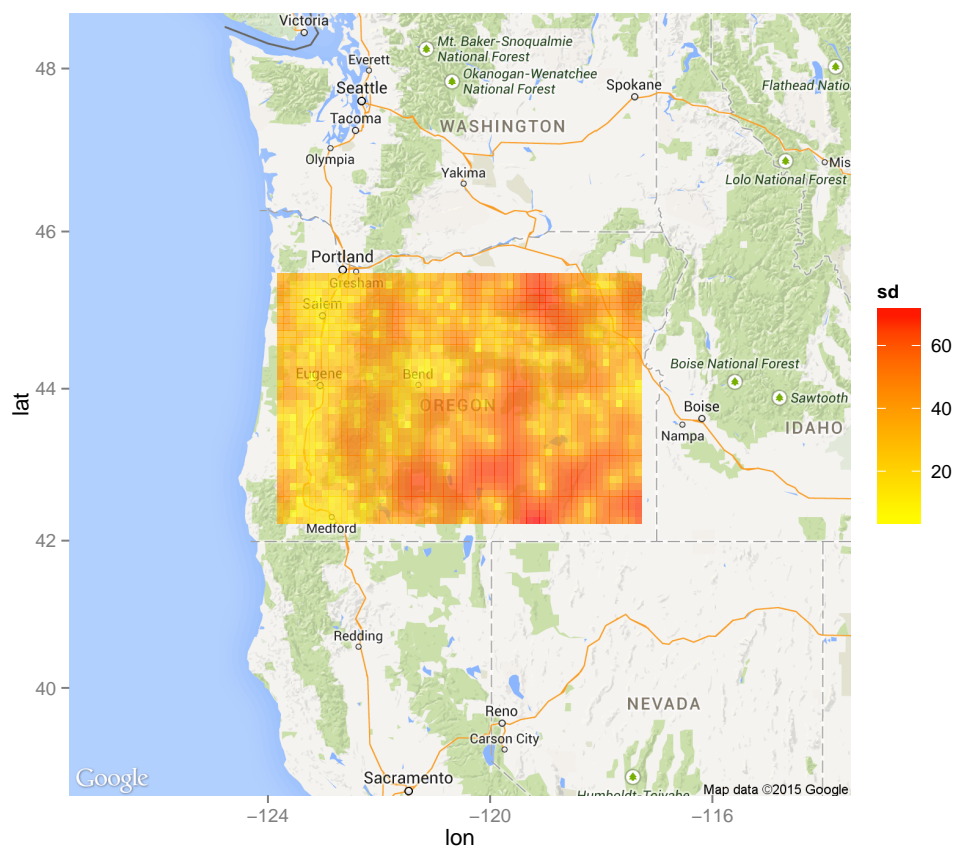 Victoria
Mt. Baker-Snoqualmie
National Forest
48
Everett
Okanogan-Wenatchee
National Forest
Seattle
Spokane
Flathead Natio
Tacoma
WASHINGTON
Olympia
Mis
Yakima
Lolo National Forest
46
Portland
Gresham
Salem
sd
60
40
20
Boise National Forest
Eugene
Bend
44
Sawtooth
lat
OREGON
Boise
Nampa
IDAHO
Medford
42
Redding
40
NEVADA
Reno
Carson City
Sacramento
Google
Humboldt-Toiyabe
Map data ©2015 Google
−124
−120
−116
lon